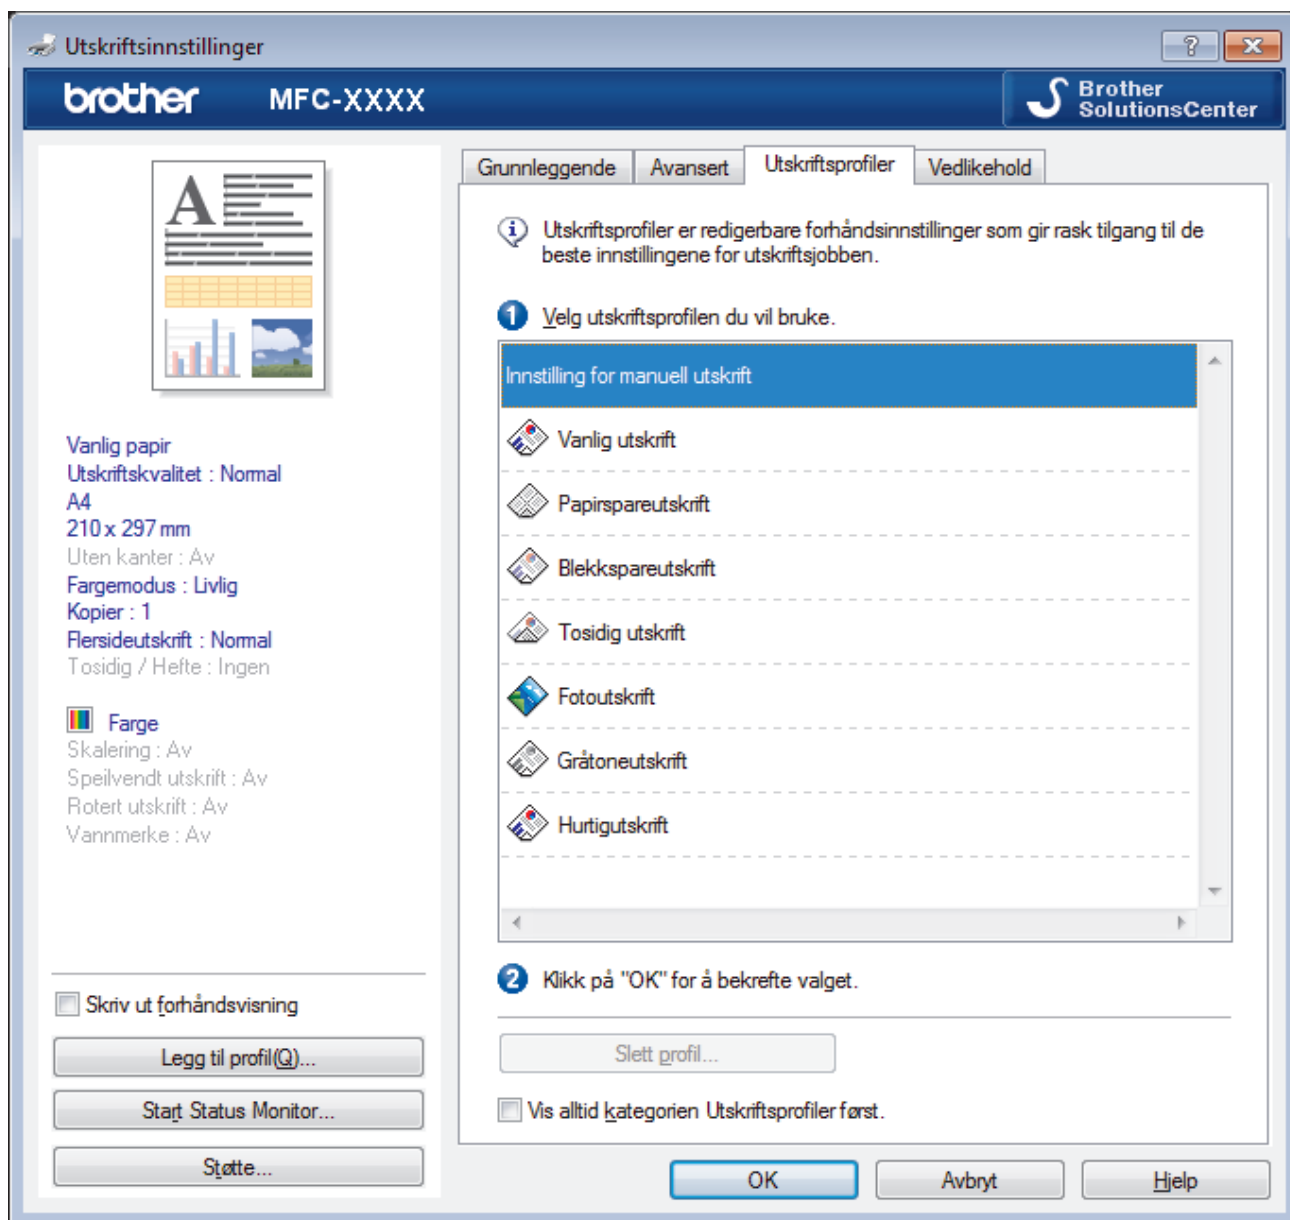 Utskriftsinnstillinger
brother MFC-XXXX
Brother
SolutionsCenter
A
Vanlig papir
Utskriftskvalitet : Normal
A4
210 x 297 mm
Uten kanter : Av
Fargemodus : Livlig
Kopier : 1
Flersideutskrift : Normal
Tosidig / Hefte : Ingen
Farge
Skalering : Av
Speilvendt utskrift : Av
Rotert utskrift : Av
Vannmerke : Av
Skriv ut forhåndsvisning
Legg til profil(Q)...
Start Status Monitor...
Støtte...
Grunnleggende Avansert Utskriftsprofiler Vedlikehold
Utskriftsprofiler er redigerbare forhåndsinnstillinger som gir rask tilgang til de
beste innstillingene for utskriftsjobben.
1 Velg utskriftsprofilen du vil bruke.
Innstilling for manuell utskrift
Vanlig utskrift
Papirspareutskrift
Blekkspareutskrift
Tosidig utskrift
Fotoutskrift
Gråtoneutskrift
Hurtigutskrift
2 Klikk på "OK" for å bekrefte valget.
Slett profil...
Vis alltid kategorien Utskriftsprofiler først.
OK Avbryt Hjelp